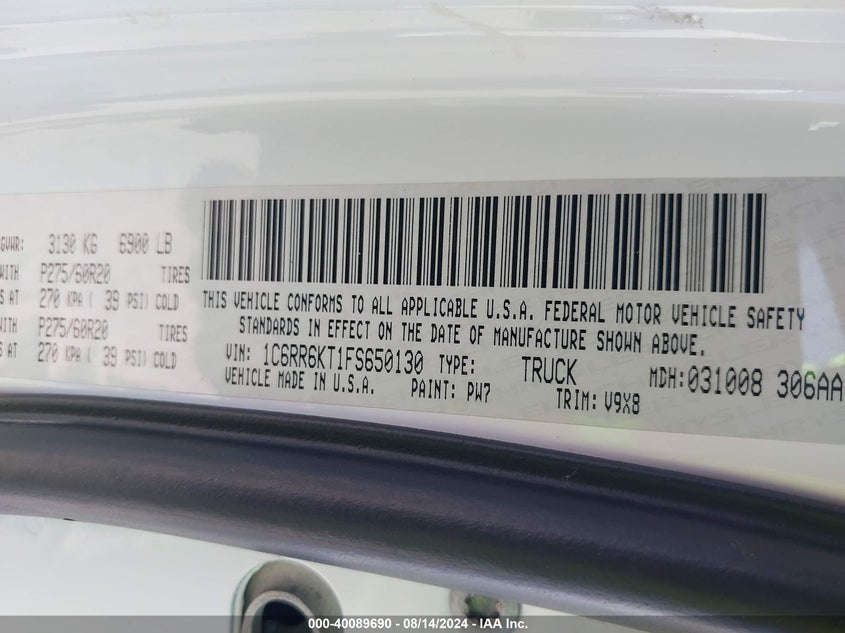 GVWR: 3130 KG 6900 LB
WITH P275/60R20 TIRES
S AT 270 KPA ( 39 PSI) COLD
WITH P275/60R20 TIRES
S AT 270 KPA ( 39 PSI) COLD
THIS VEHICLE CONFORMS TO ALL APPLICABLE U.S.A. FEDERAL MOTOR VEHICLE SAFETY
STANDARDS IN EFFECT ON THE DATE OF MANUFACTURE SHOWN ABOVE.
VIN: 1C6RR6KT1FS650130 TYPE: TRUCK MDH: 031008 306AA
VEHICLE MADE IN U.S.A. PAINT: PW7 TRIM: V9X8
000-40089690 - 08/14/2024 - IAA Inc.